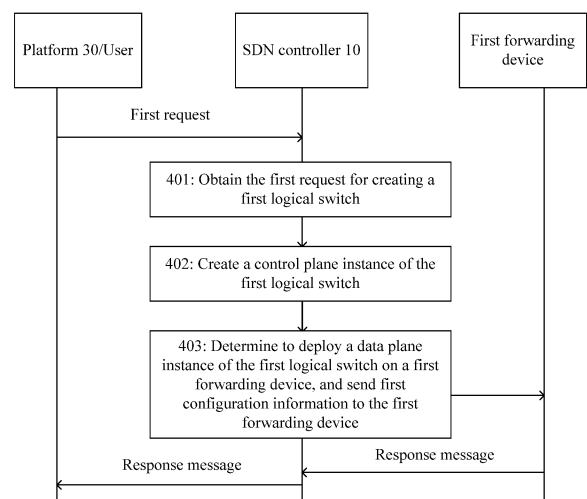 Platform 30/User
SDN controller 10
First forwarding
device
First request
401: Obtain the first request for creating a
first logical switch
402: Create a control plane instance of the
first logical switch
403: Determine to deploy a data plane
instance of the first logical switch on a first
forwarding device, and send first
configuration information to the first
forwarding device
Response message
Response message